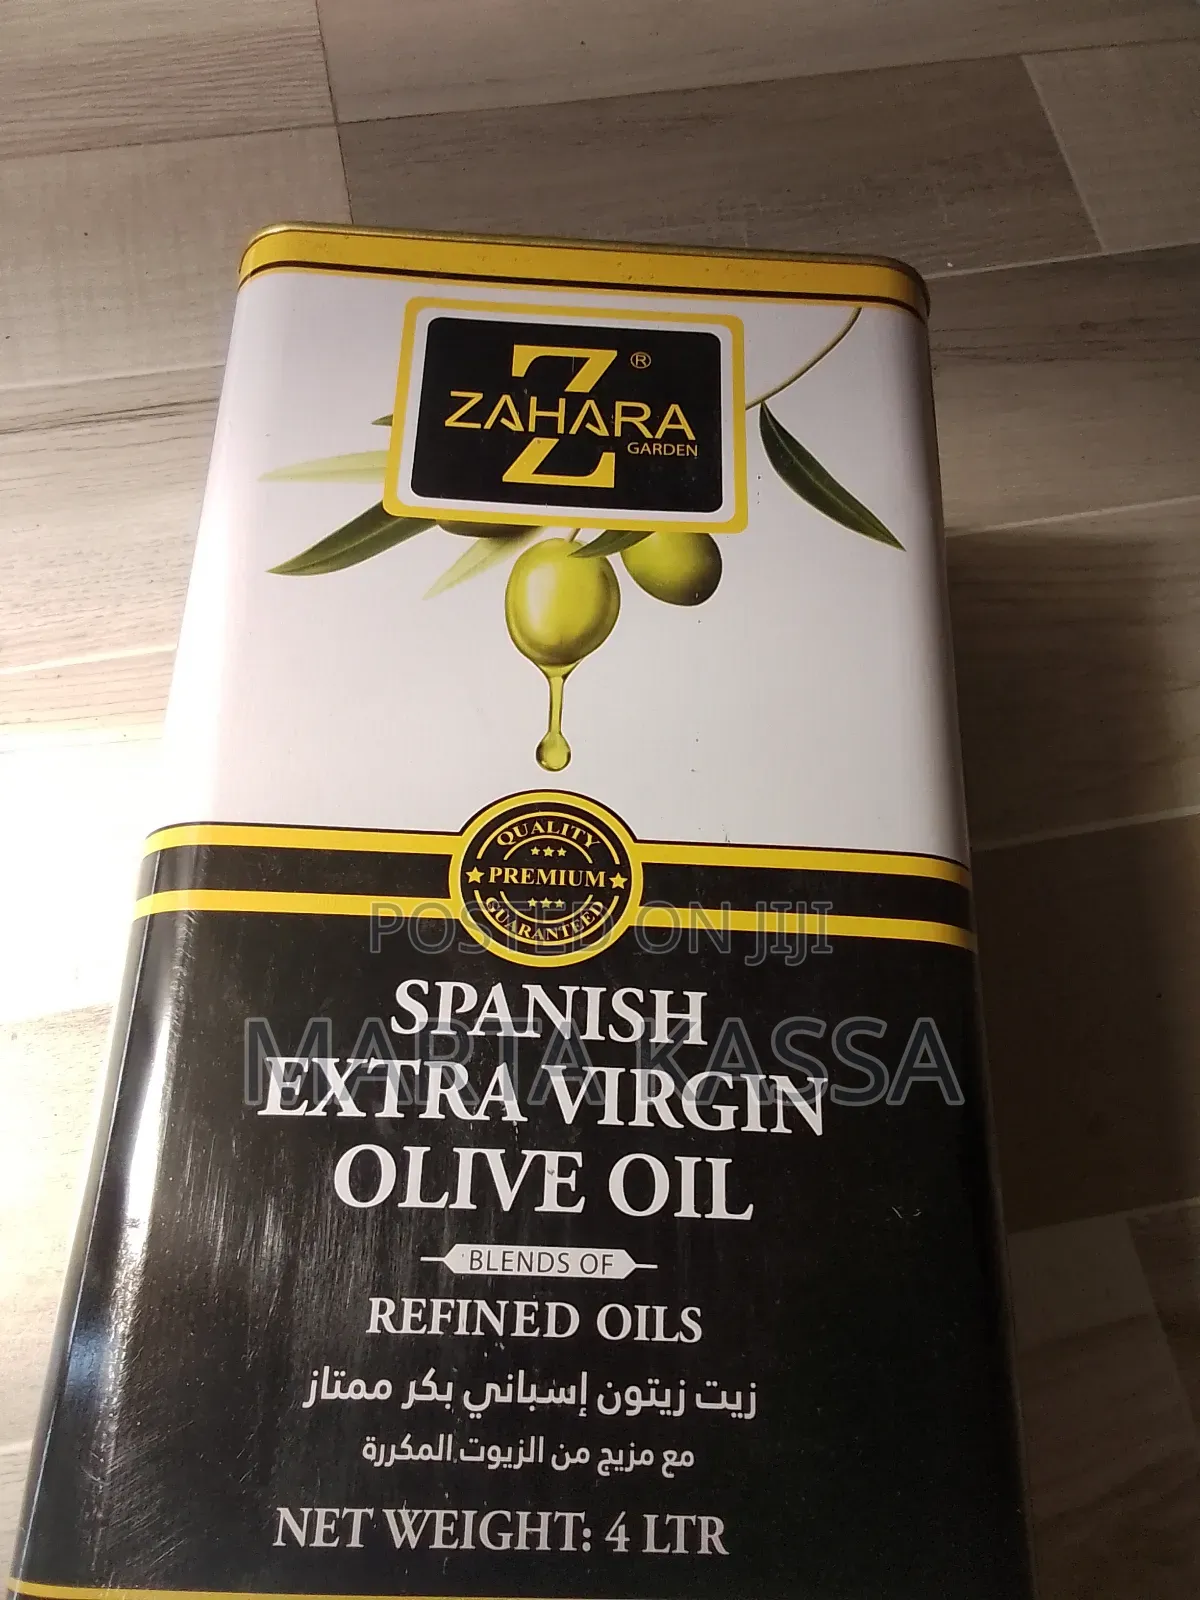 Z ®
ZAHARA
GARDEN
QUALITY
PREMIUM
GUARANTEED
POSTED ON JIJI
SPANISH
MARTA KASSA
EXTRA VIRGIN
OLIVE OIL
BLENDS OF
REFINED OILS
زيت زيتون إسباني بكر ممتاز
مع مزيج من الزيوت المكررة
NET WEIGHT: 4 LTR